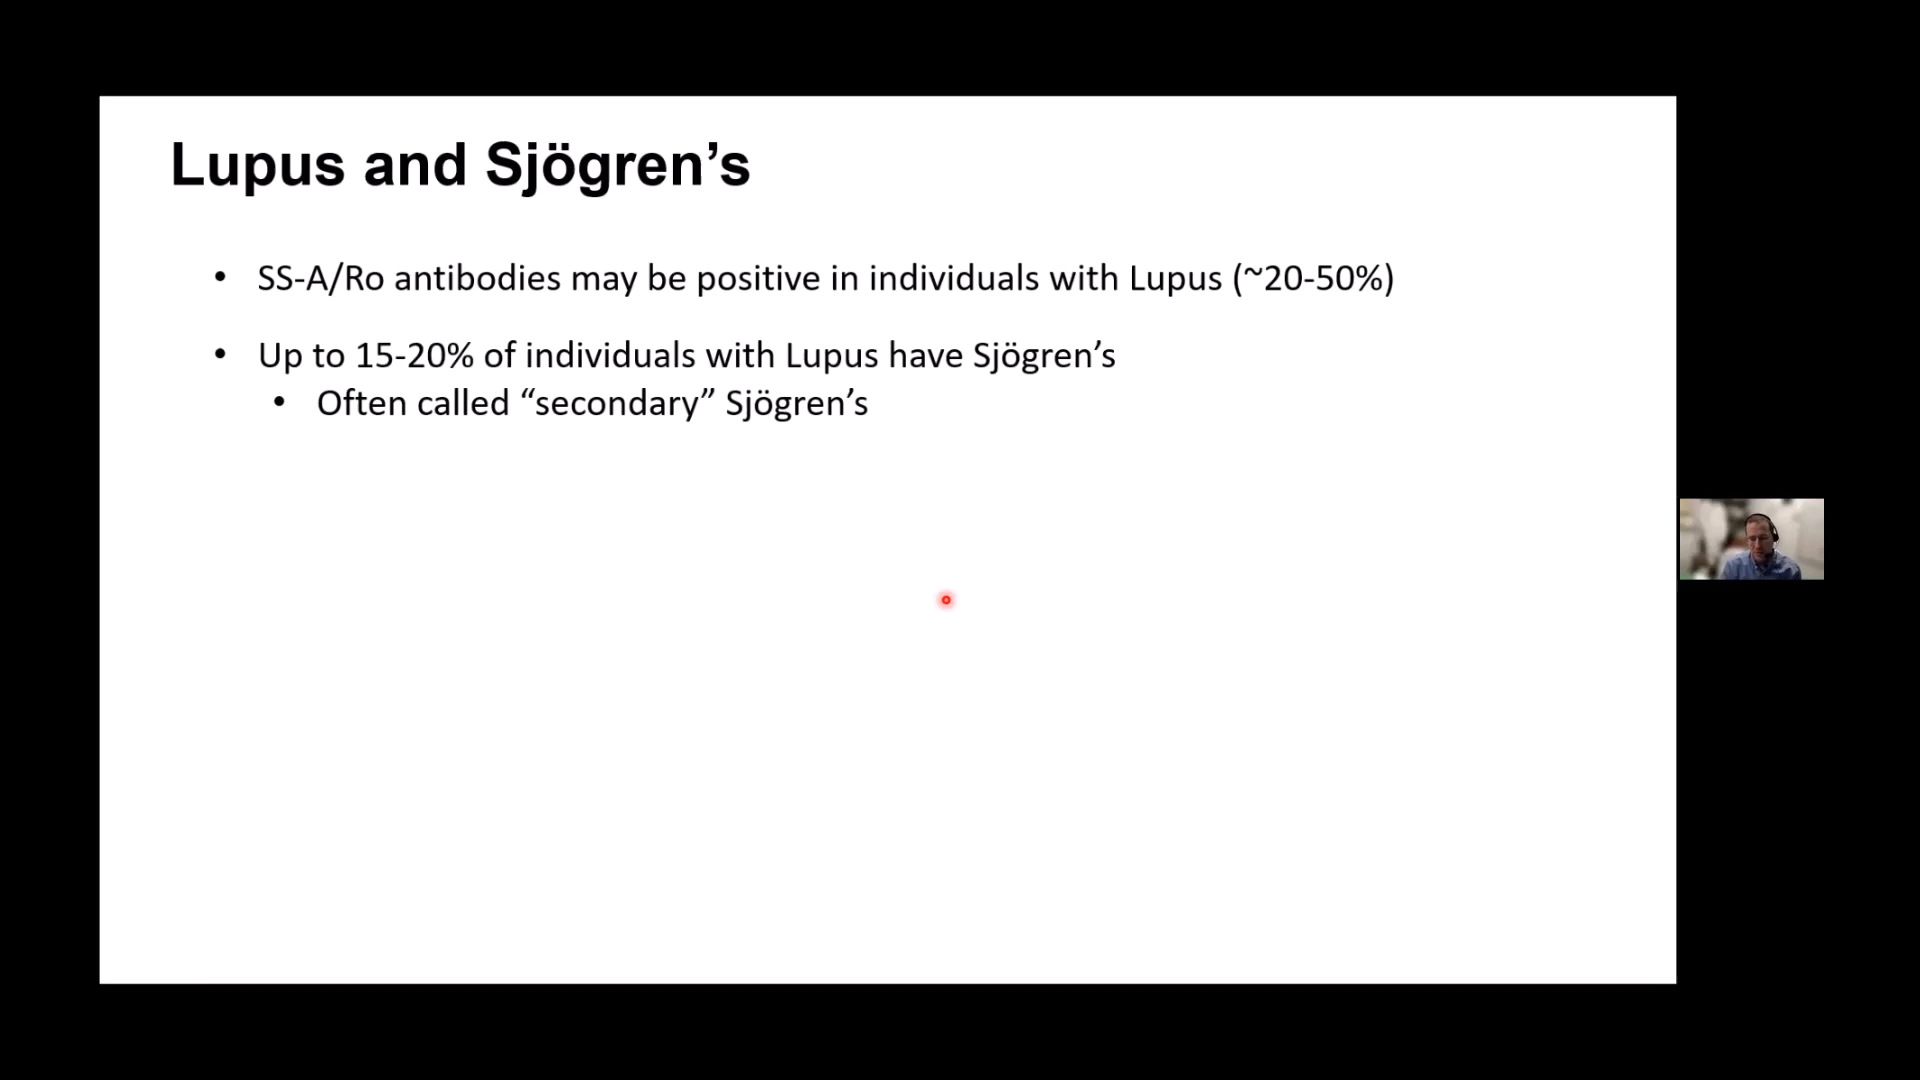 Lupus and Sjögren’s
• SS-A/Ro antibodies may be positive in individuals with Lupus (~20-50%)
• Up to 15-20% of individuals with Lupus have Sjögren’s
• Often called “secondary” Sjögren’s